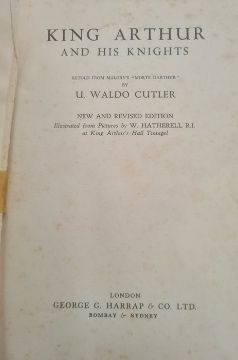 KING ARTHUR
AND HIS KNIGHTS
RETOLD FROM MALORY'S "MORTE DARTHUR"
BY
U. WALDO CUTLER
NEW AND REVISED EDITION
Illustrated from Pictures by W. HATHERELL R.I.
at King Arthur's Hall Tintagel
LONDON
GEORGE G. HARRAP & CO. LTD.
BOMBAY & SYDNEY